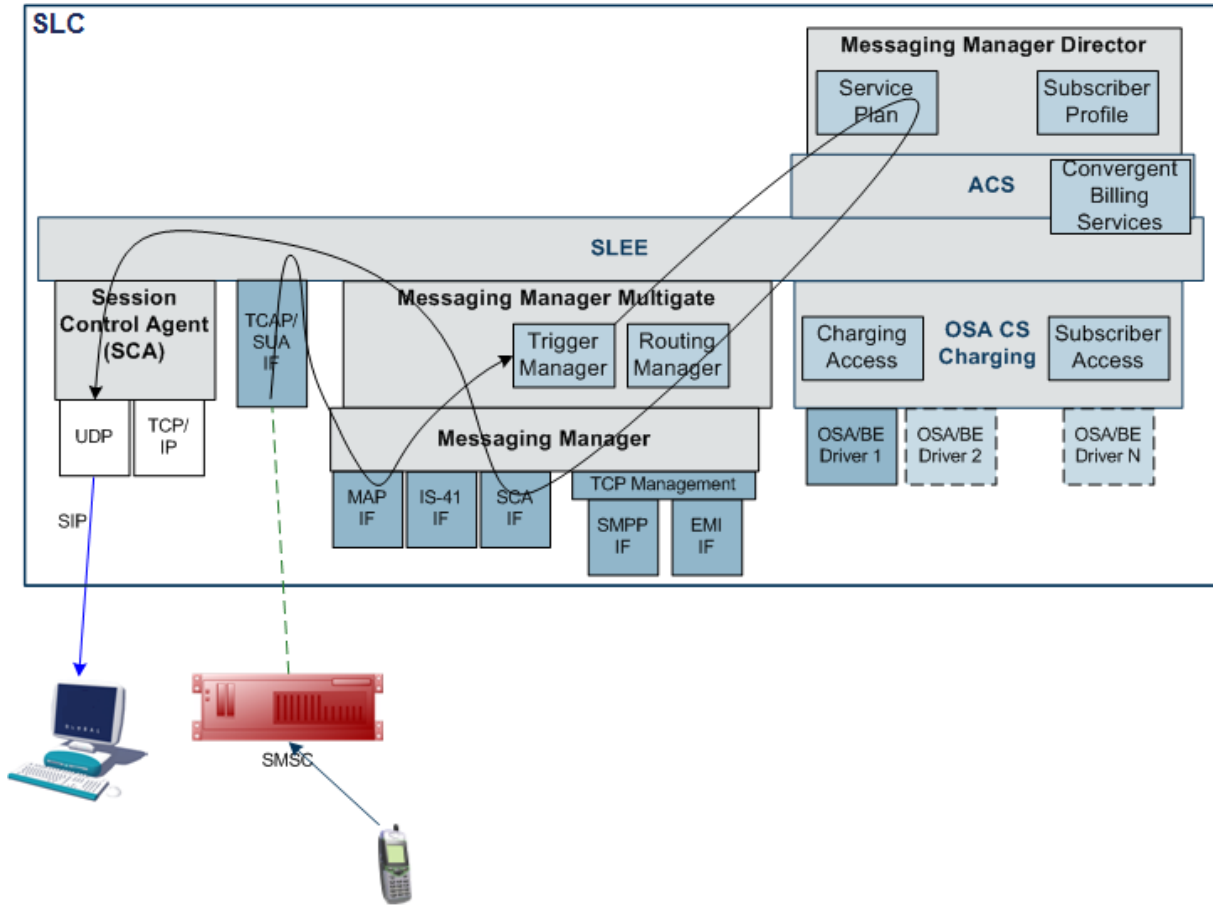 SLC
Messaging Manager Director
Service
Plan
Subscriber
Profile
ACS
Convergent
Billing
Services
SLEE
Session
Control Agent
(SCA)
TCAP/
SUA
IF
Messaging Manager Multigate
Trigger
Manager
Routing
Manager
Charging
Access
OSA CS
Charging
Subscriber
Access
UDP
TCP/
IP
Messaging Manager
MAP
IF
IS-41
IF
SCA
IF
TCP Management
SMPP
IF
EMI
IF
OSA/BE
Driver 1
OSA/BE
Driver 2
OSA/BE
Driver N
SIP
GLOBAL
SMSC